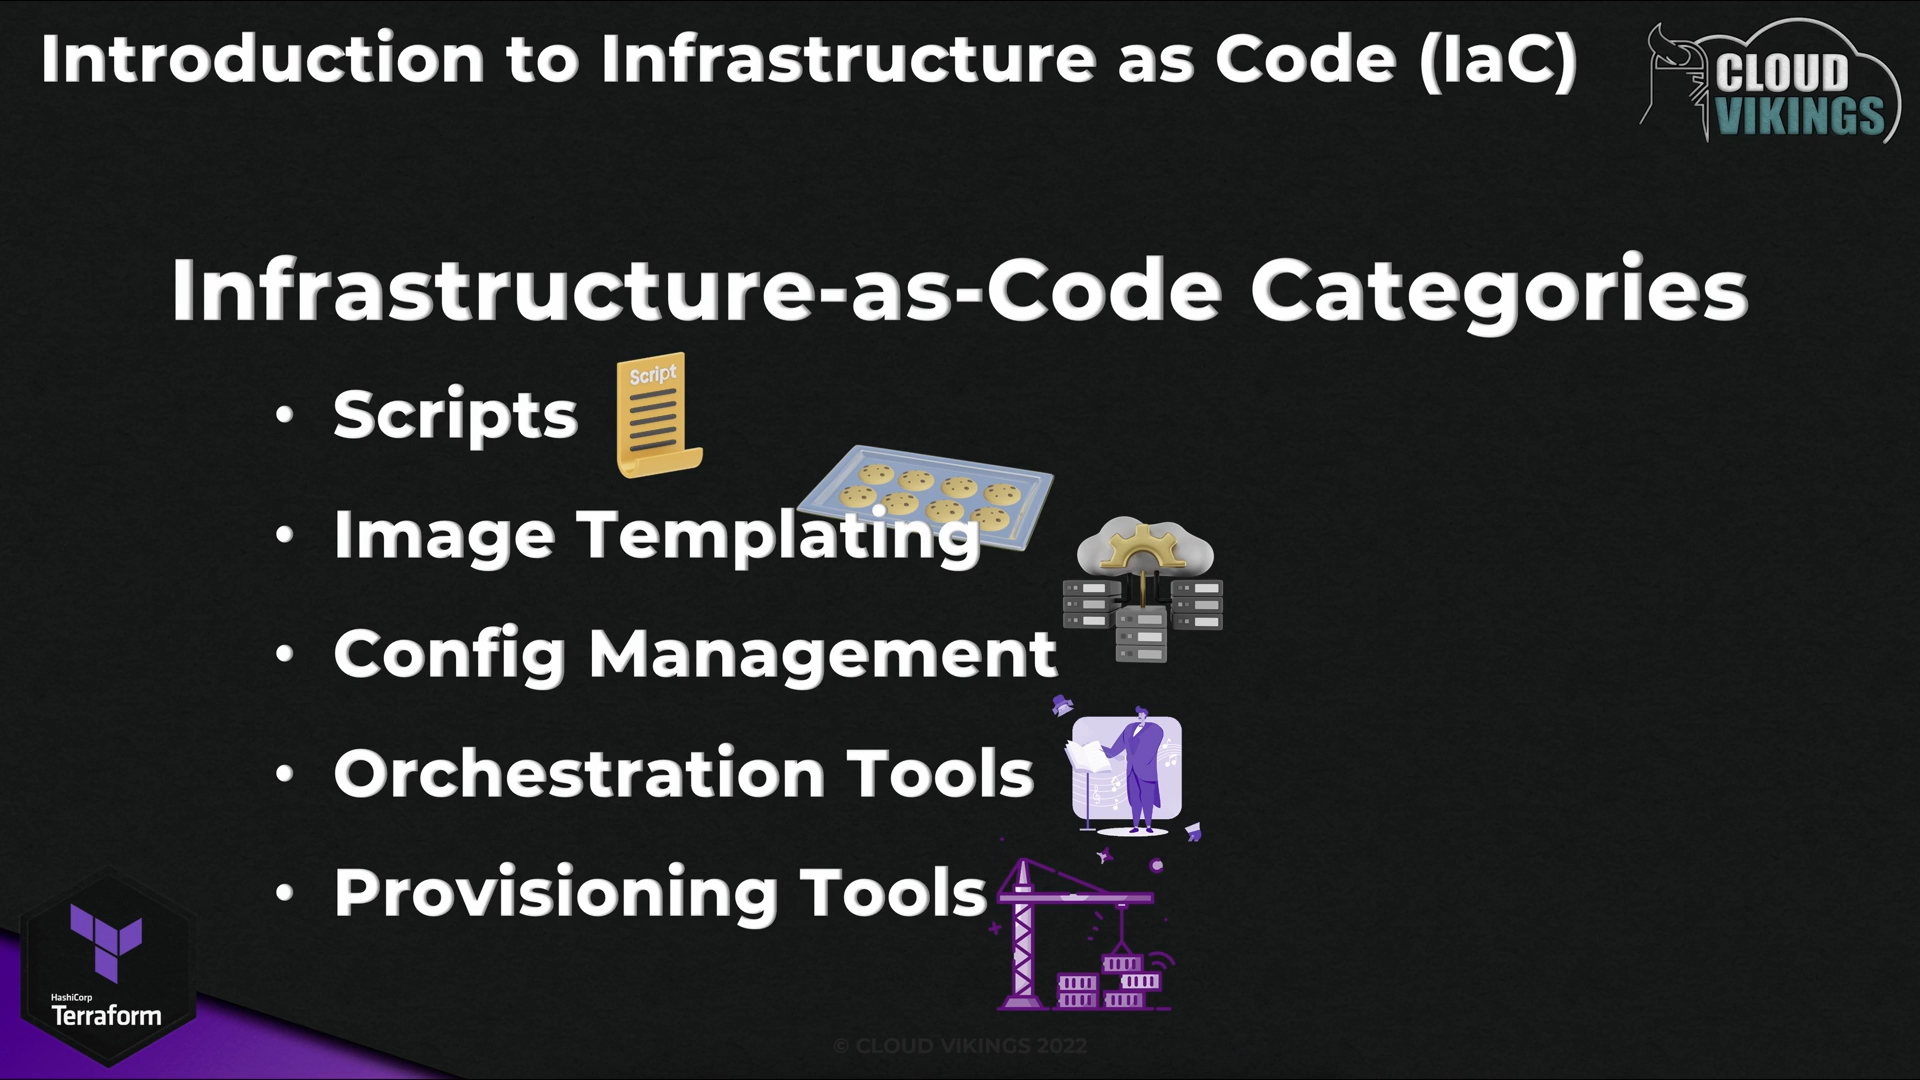 Introduction to Infrastructure as Code (IaC)
CLOUD
VIKINGS
Infrastructure-as-Code Categories
• Scripts
Script
• Image Templating
• Config Management
• Orchestration Tools
• Provisioning Tools
HashiCorp
Terraform
© CLOUD VIKINGS 2022